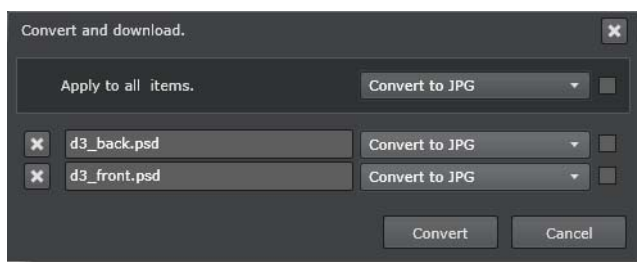 Convert and download.
Apply to all items. Convert to JPG
d3_back.psd Convert to JPG
d3_front.psd Convert to JPG
Convert Cancel